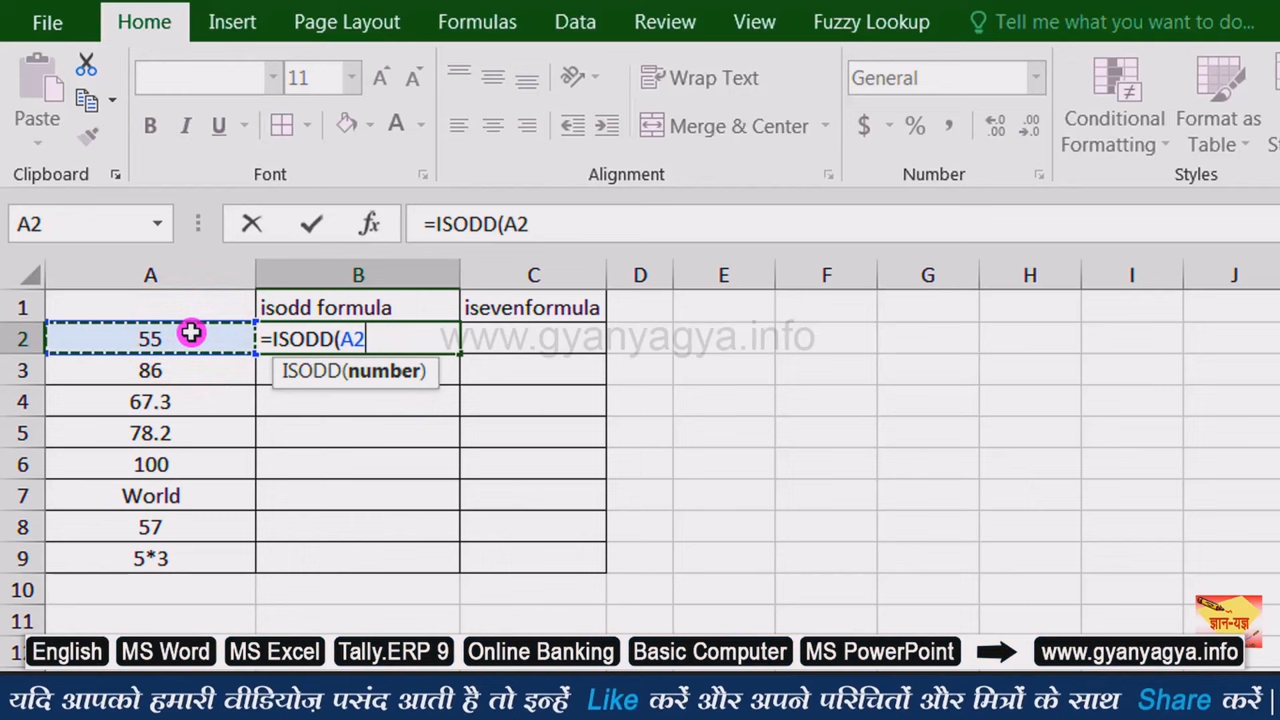 File Home Insert Page Layout Formulas Data Review View Fuzzy Lookup Tell me what you want to do...
11 Wrap Text General
Paste B I U A Merge & Center $ % , Conditional Formatting Format as Table
Clipboard Font Alignment Number Styles
A2 fx =ISODD(A2
A B C D E F G H I J
1 isodd formula isevenformula
2 55 =ISODD(A2 www.gyanyagya.info
3 86 ISODD(number)
4 67.3
5 78.2
6 100
7 World
8 57
9 5*3
10
11
ज्ञान-यज्ञ
English MS Word MS Excel Tally.ERP 9 Online Banking Basic Computer MS PowerPoint www.gyanyagya.info
यदि आपको हमारी वीडियोज़ पसंद आती है तो इन्हें Like करें और अपने परिचितों और मित्रों के साथ Share करें |